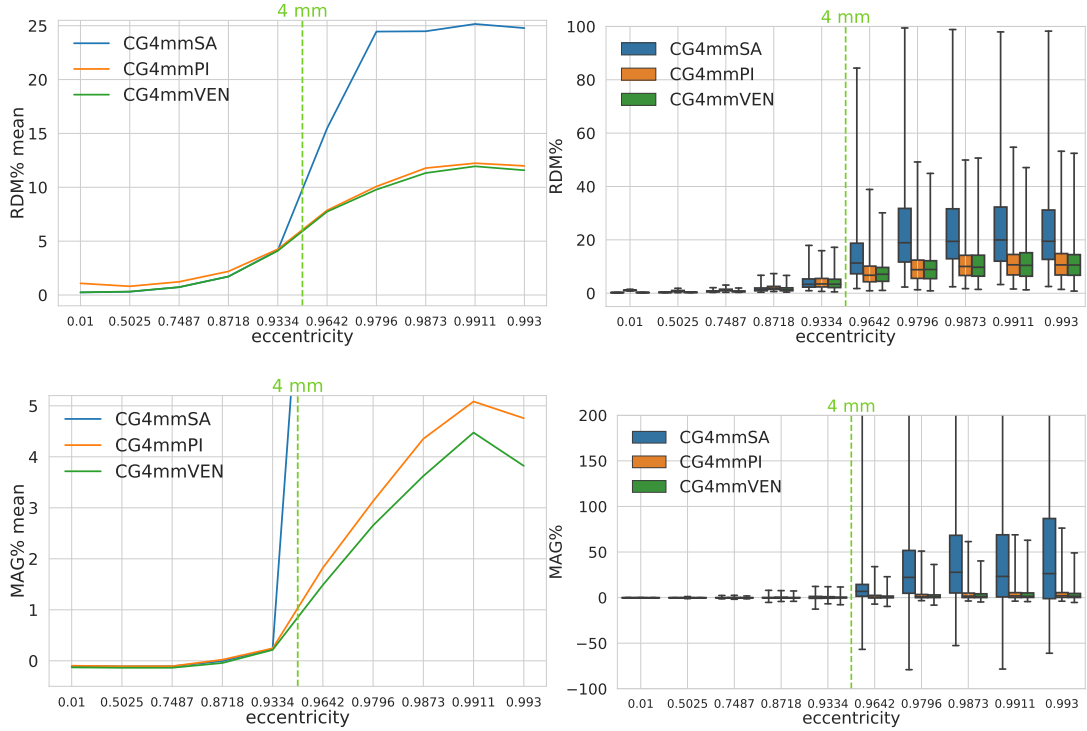 4 mm
25
20
15
10
5
0
RDM% mean
CG4mmSA
CG4mmPI
CG4mmVEN
0.01 0.5025 0.7487 0.8718 0.9334 0.9642 0.9796 0.9873 0.9911 0.993
eccentricity
4 mm
100
80
60
40
20
0
RDM%
CG4mmSA
CG4mmPI
CG4mmVEN
0.01 0.5025 0.7487 0.8718 0.9334 0.9642 0.9796 0.9873 0.9911 0.993
eccentricity
4 mm
5
4
3
2
1
0
MAG% mean
CG4mmSA
CG4mmPI
CG4mmVEN
0.01 0.5025 0.7487 0.8718 0.9334 0.9642 0.9796 0.9873 0.9911 0.993
eccentricity
4 mm
200
150
100
50
0
−50
−100
MAG%
CG4mmSA
CG4mmPI
CG4mmVEN
0.01 0.5025 0.7487 0.8718 0.9334 0.9642 0.9796 0.9873 0.9911 0.993
eccentricity